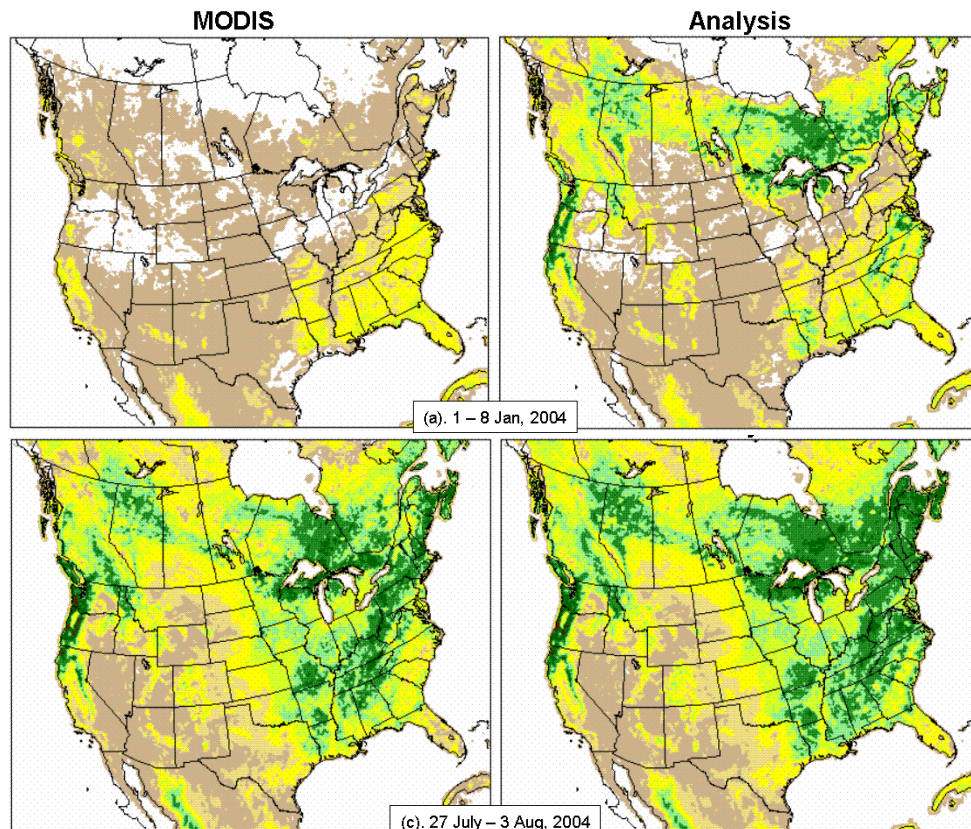 MODIS
Analysis
(a). 1 – 8 Jan, 2004
(c). 27 July – 3 Aug, 2004